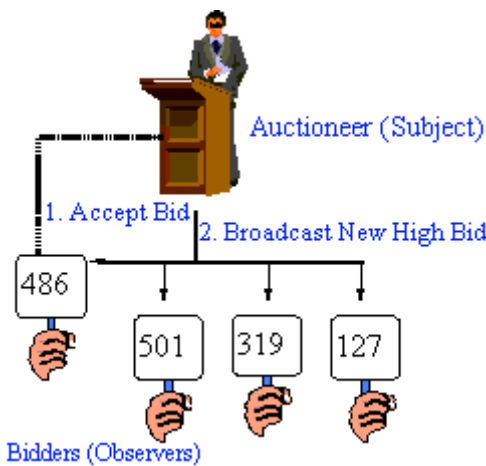 Auctioneer (Subject)
1. Accept Bid
2. Broadcast New High Bid
486
501
319
127
Bidders (Observers)